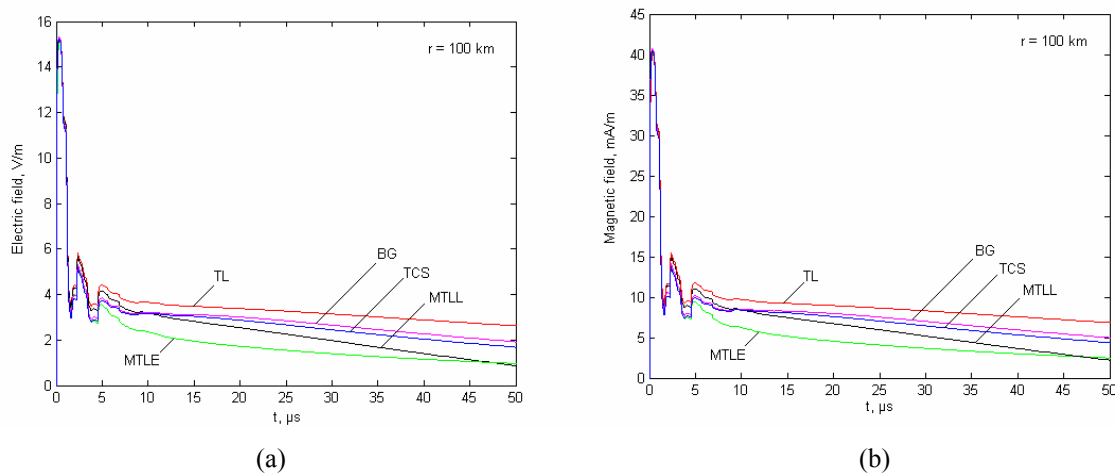 16
14
12
10
8
6
4
2
0
Electric field, V/m
r = 100 km
TL
BG
TCS
MTLL
MTLE
0 5 10 15 20 25 30 35 40 45 50
t, µs
(a)
45
40
35
30
25
20
15
10
5
0
Magnetic field, mA/m
r = 100 km
TL
BG
TCS
MTLL
MTLE
0 5 10 15 20 25 30 35 40 45 50
t, µs
(b)